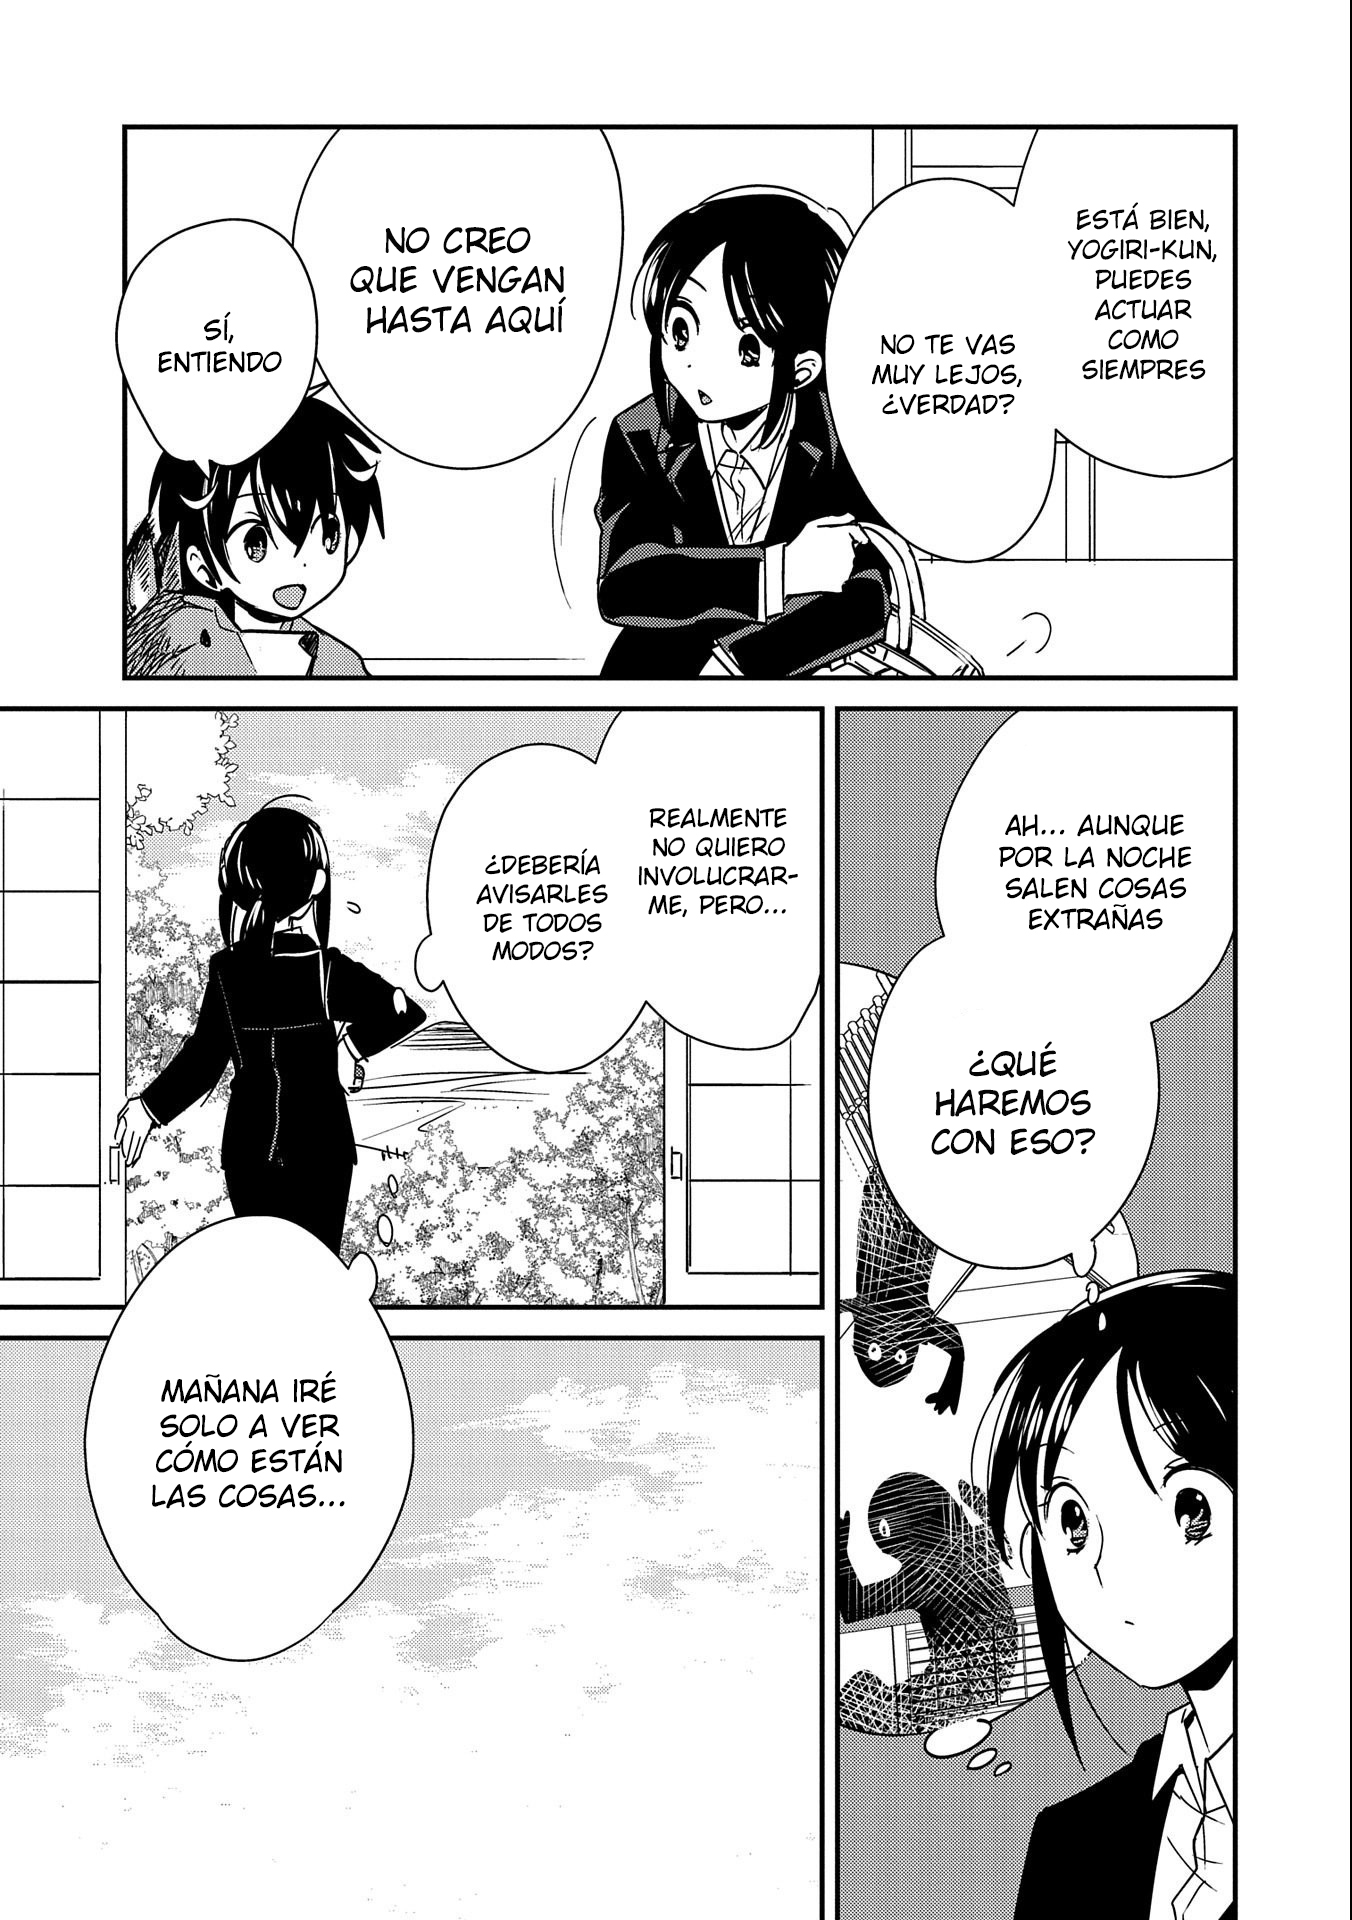 ESTÁ BIEN,
YOGIRI-KUN,
PUEDES
ACTUAR
COMO
SIEMPRES
NO TE VAS
MUY LEJOS,
¿VERDAD?
NO CREO
QUE VENGAN
HASTA AQUÍ
SÍ,
ENTIENDO
AH... AUNQUE
POR LA NOCHE
SALEN COSAS
EXTRAÑAS
¿QUÉ
HAREMOS
CON ESO?
REALMENTE
NO QUIERO
INVOLUCRAR-
ME, PERO...
¿DEBERÍA
AVISARLES
DE TODOS
MODOS?
MAÑANA IRÉ
SOLO A VER
CÓMO ESTÁN
LAS COSAS...